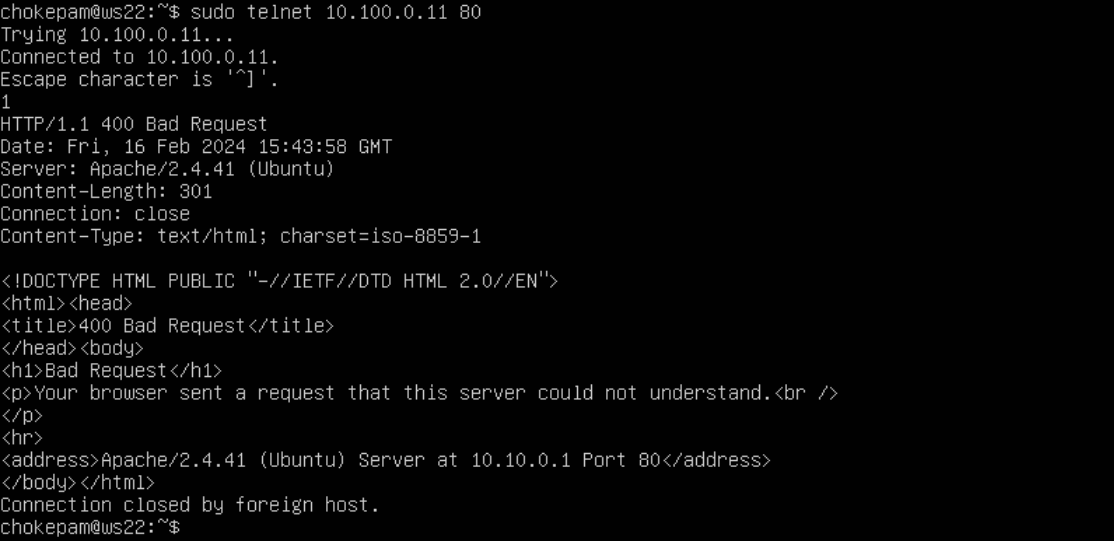 chokepam@ws22:~$ sudo telnet 10.100.0.11 80
Trying 10.100.0.11...
Connected to 10.100.0.11.
Escape character is '^]'.
1
HTTP/1.1 400 Bad Request
Date: Fri, 16 Feb 2024 15:43:58 GMT
Server: Apache/2.4.41 (Ubuntu)
Content-Length: 301
Connection: close
Content-Type: text/html; charset=iso-8859-1

<!DOCTYPE HTML PUBLIC "-//IETF//DTD HTML 2.0//EN">
<html><head>
<title>400 Bad Request</title>
</head><body>
<h1>Bad Request</h1>
<p>Your browser sent a request that this server could not understand.<br />
</p>
<hr>
<address>Apache/2.4.41 (Ubuntu) Server at 10.10.0.1 Port 80</address>
</body></html>
Connection closed by foreign host.
chokepam@ws22:~$